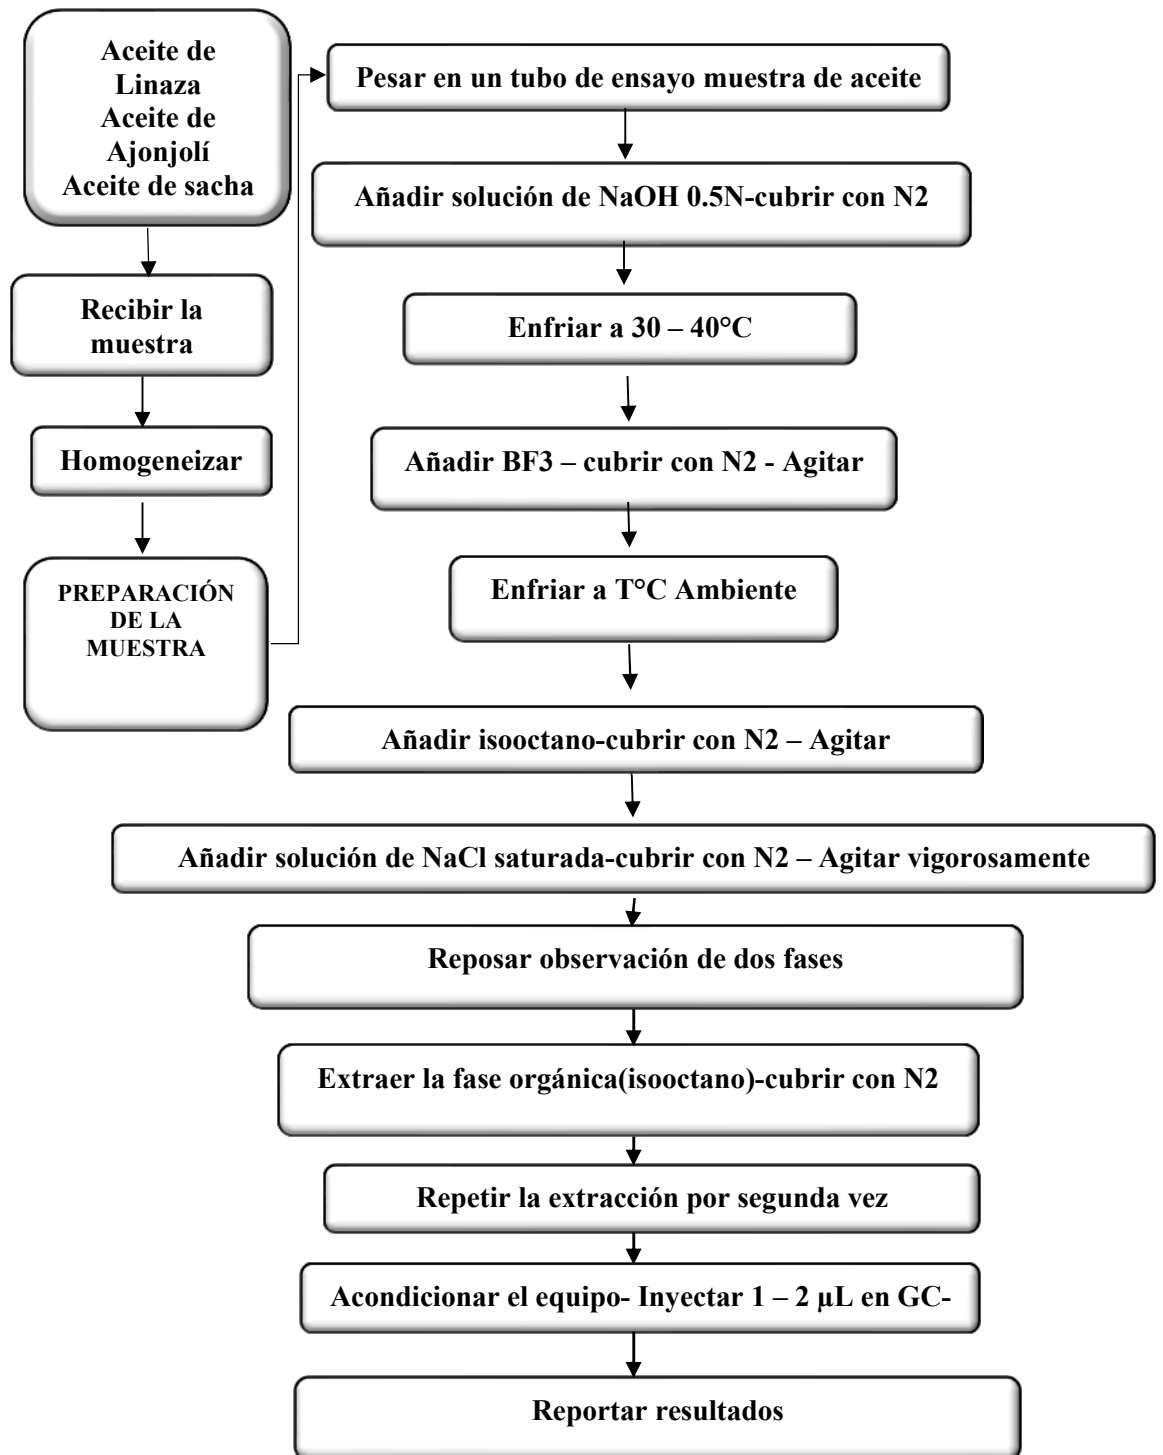 Aceite de
Linaza
Aceite de
Ajonjolí
Aceite de sacha
Recibir la
muestra
Homogeneizar
PREPARACIÓN
DE LA
MUESTRA
Pesar en un tubo de ensayo muestra de aceite
Añadir solución de NaOH 0.5N-cubrir con N2
Enfriar a 30 – 40°C
Añadir BF3 – cubrir con N2 - Agitar
Enfriar a T°C Ambiente
Añadir isooctano-cubrir con N2 – Agitar
Añadir solución de NaCl saturada-cubrir con N2 – Agitar vigorosamente
Reposar observación de dos fases
Extraer la fase orgánica(isooctano)-cubrir con N2
Repetir la extracción por segunda vez
Acondicionar el equipo- Inyectar 1 – 2 µL en GC-
Reportar resultados